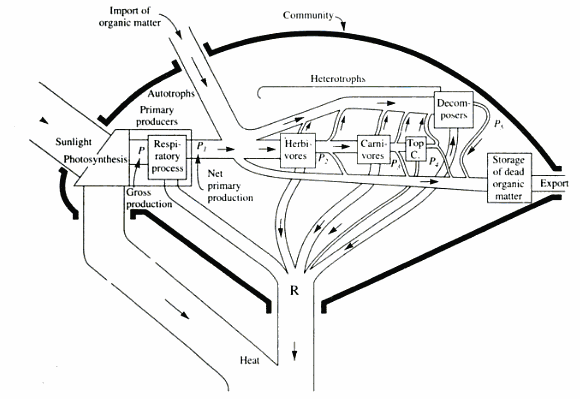 Import of
organic matter
Community
Autotrophs
Heterotrophs
Primary
producers
Decom-
posers
Sunlight
Photosynthesis
P
Respi-
ratory
process
P1
Herbi-
vores
P2
Carni-
vores
P3
Top
C.
P4
P5
Gross
production
Net
primary
production
Storage
of dead
organic
matter
Export
R
Heat